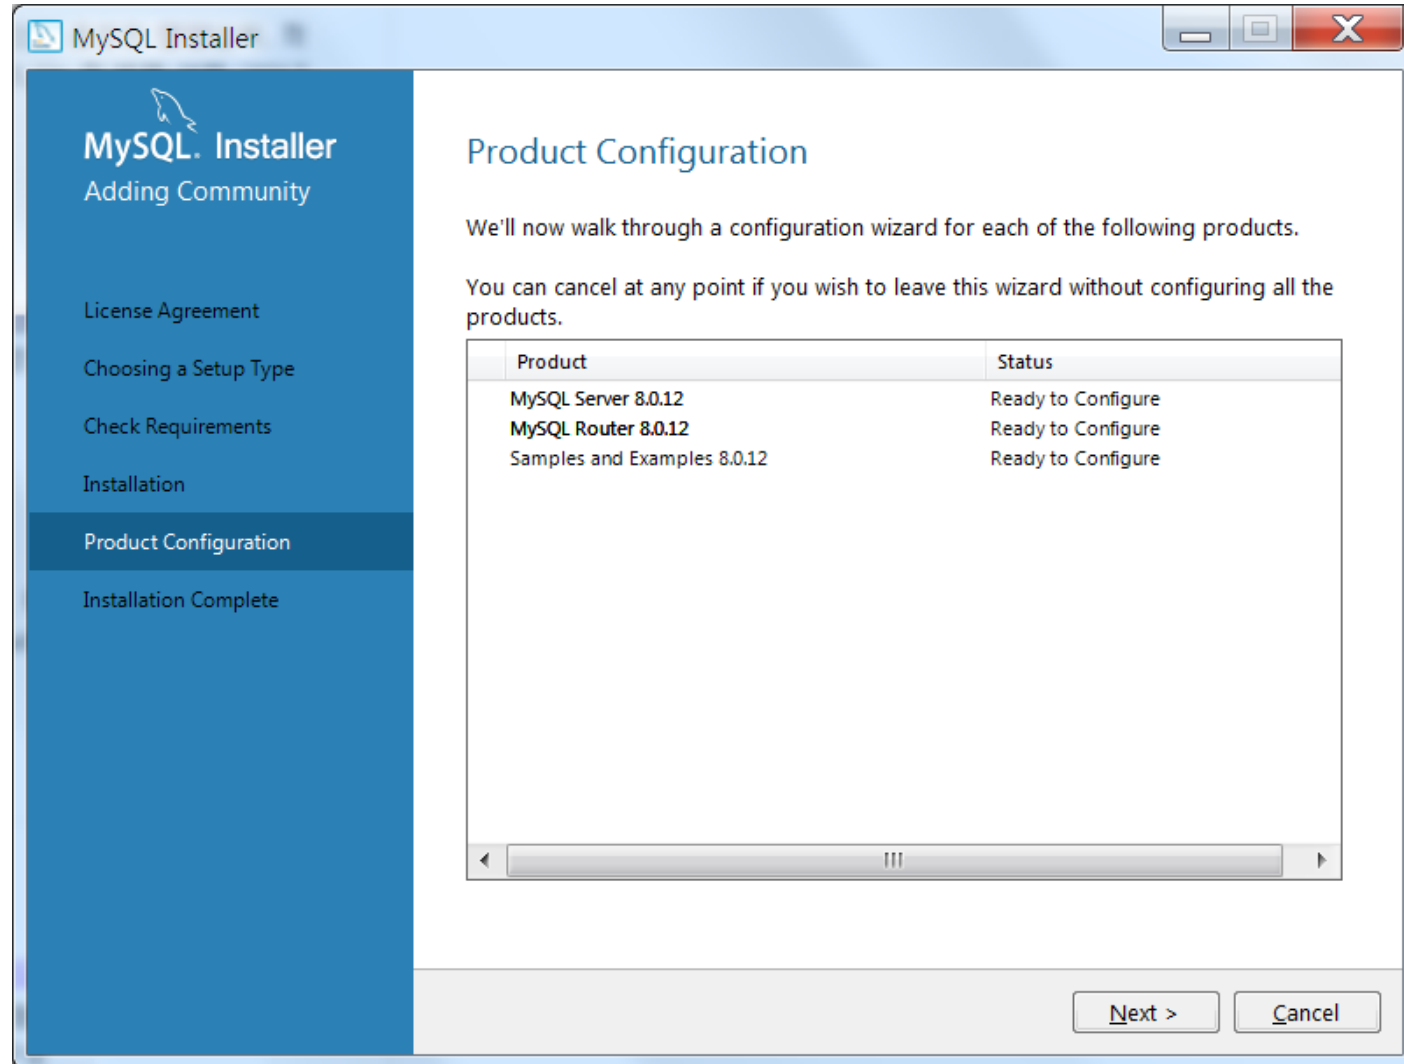 MySQL Installer
MySQL. Installer
Adding Community
License Agreement
Choosing a Setup Type
Check Requirements
Installation
Product Configuration
Installation Complete
Product Configuration
We'll now walk through a configuration wizard for each of the following products.
You can cancel at any point if you wish to leave this wizard without configuring all the
products.
Product Status
MySQL Server 8.0.12 Ready to Configure
MySQL Router 8.0.12 Ready to Configure
Samples and Examples 8.0.12 Ready to Configure
Next > Cancel